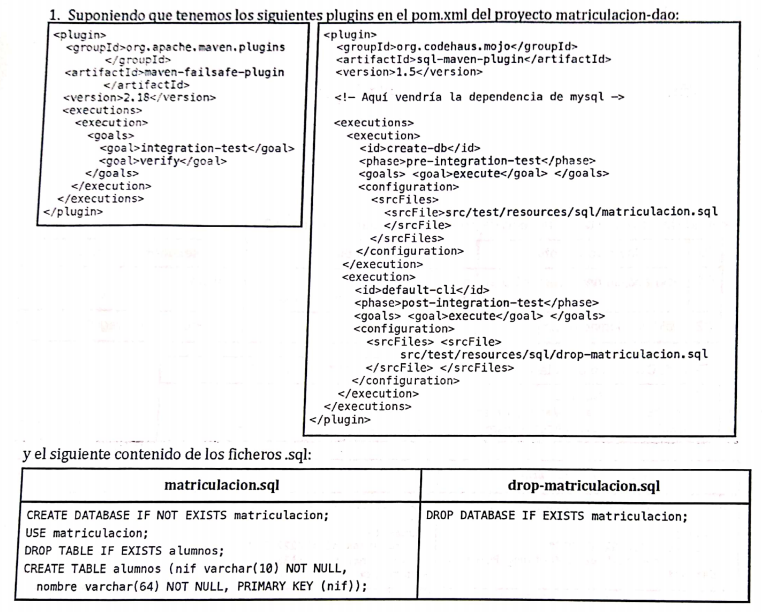 1. Suponiendo que tenemos los siguientes plugins en el pom.xml del proyecto matriculacion-dao:
<plugin>
<groupId>org.apache.maven.plugins
</groupId>
<artifactId>maven-failsafe-plugin
</artifactId>
<version>2.18</version>
<executions>
<execution>
<goals>
<goal>integration-test</goal>
<goal>verify</goal>
</goals>
</execution>
</executions>
</plugin>
<plugin>
<groupId>org.codehaus.mojo</groupId>
<artifactId>sql-maven-plugin</artifactId>
<version>1.5</version>
<!— Aquí vendría la dependencia de mysql —>
<executions>
<execution>
<id>create-db</id>
<phase>pre-integration-test</phase>
<goals> <goal>execute</goal> </goals>
<configuration>
<srcFiles>
<srcFile>src/test/resources/sql/matriculacion.sql
</srcFile>
</srcFiles>
</configuration>
</execution>
<execution>
<id>default-cli</id>
<phase>post-integration-test</phase>
<goals> <goal>execute</goal> </goals>
<configuration>
<srcFiles> <srcFile>
src/test/resources/sql/drop-matriculacion.sql
</srcFile> </srcFiles>
</configuration>
</execution>
</executions>
</plugin>
y el siguiente contenido de los ficheros .sql:
matriculacion.sql
CREATE DATABASE IF NOT EXISTS matriculacion;
USE matriculacion;
DROP TABLE IF EXISTS alumnos;
CREATE TABLE alumnos (nif varchar(10) NOT NULL,
nombre varchar(64) NOT NULL, PRIMARY KEY (nif));
drop-matriculacion.sql
DROP DATABASE IF EXISTS matriculacion;